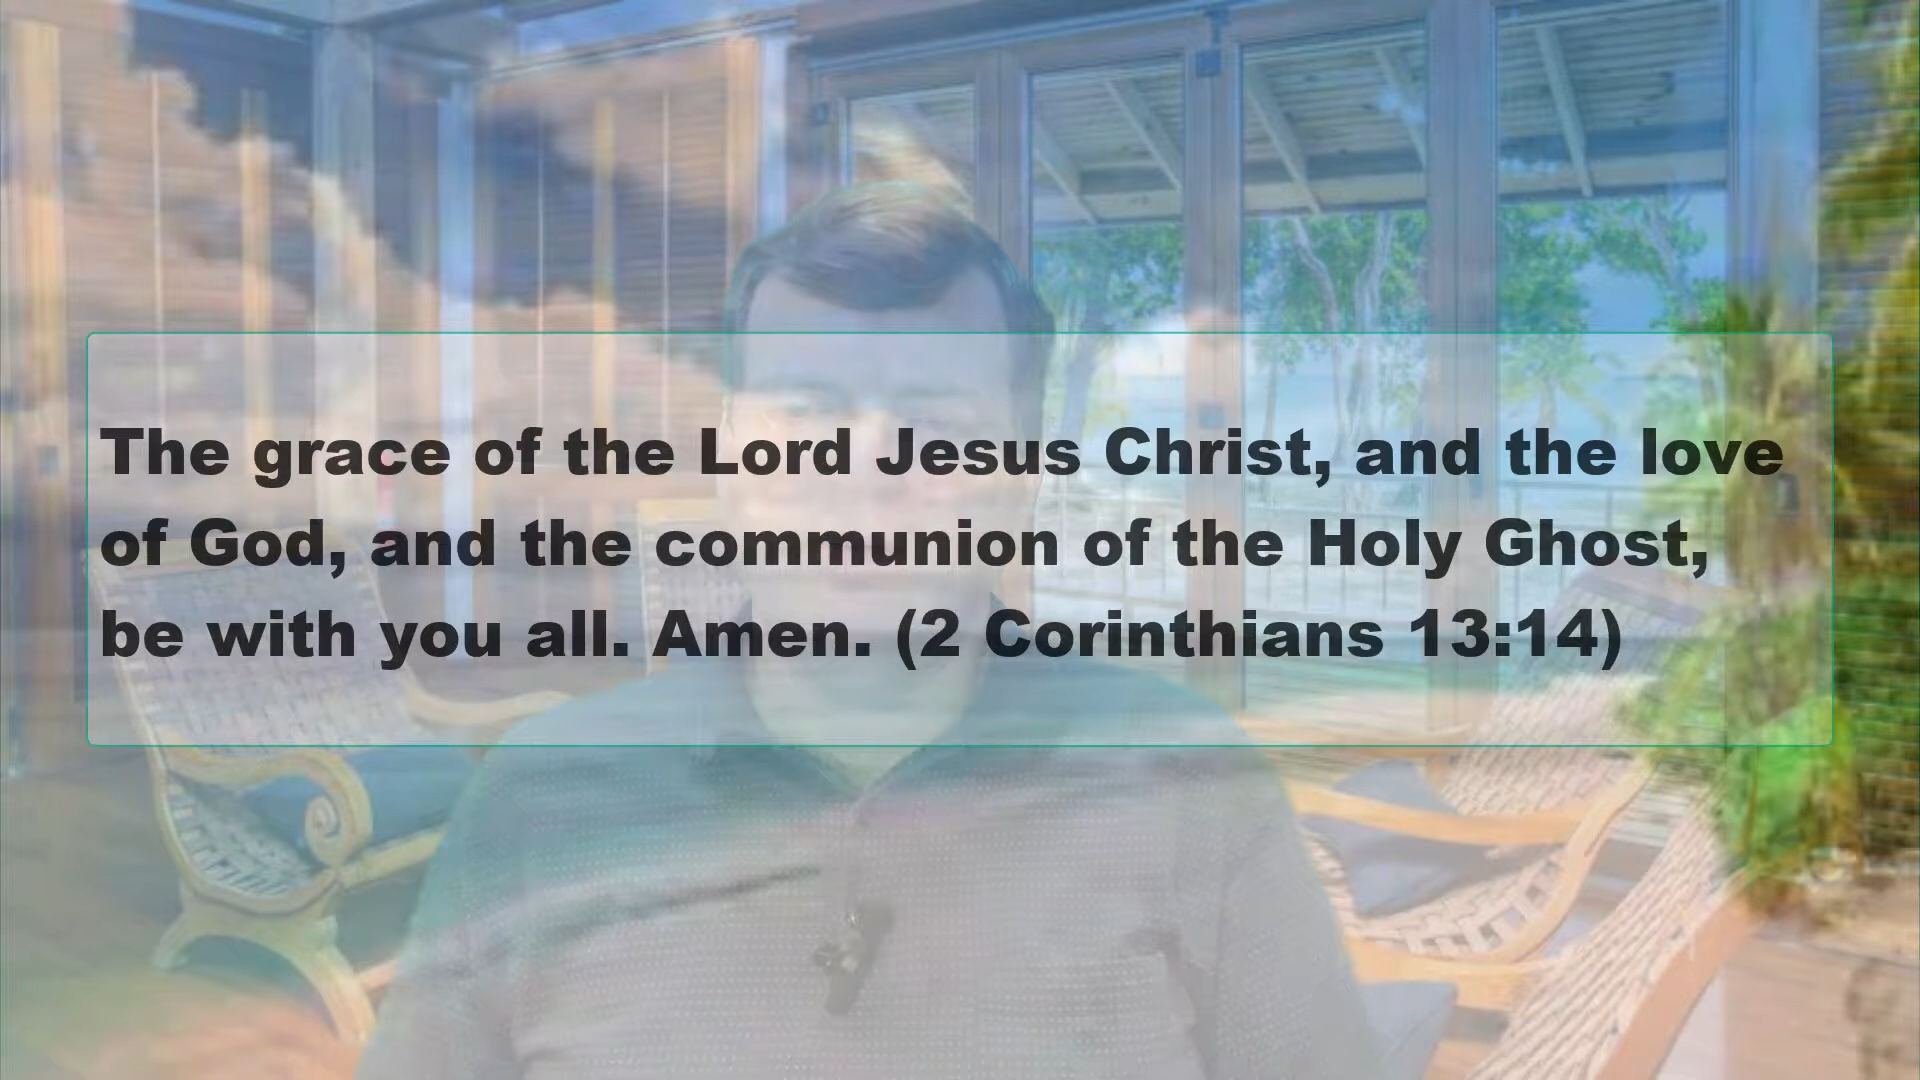 The grace of the Lord Jesus Christ, and the love
of God, and the communion of the Holy Ghost,
be with you all. Amen. (2 Corinthians 13:14)